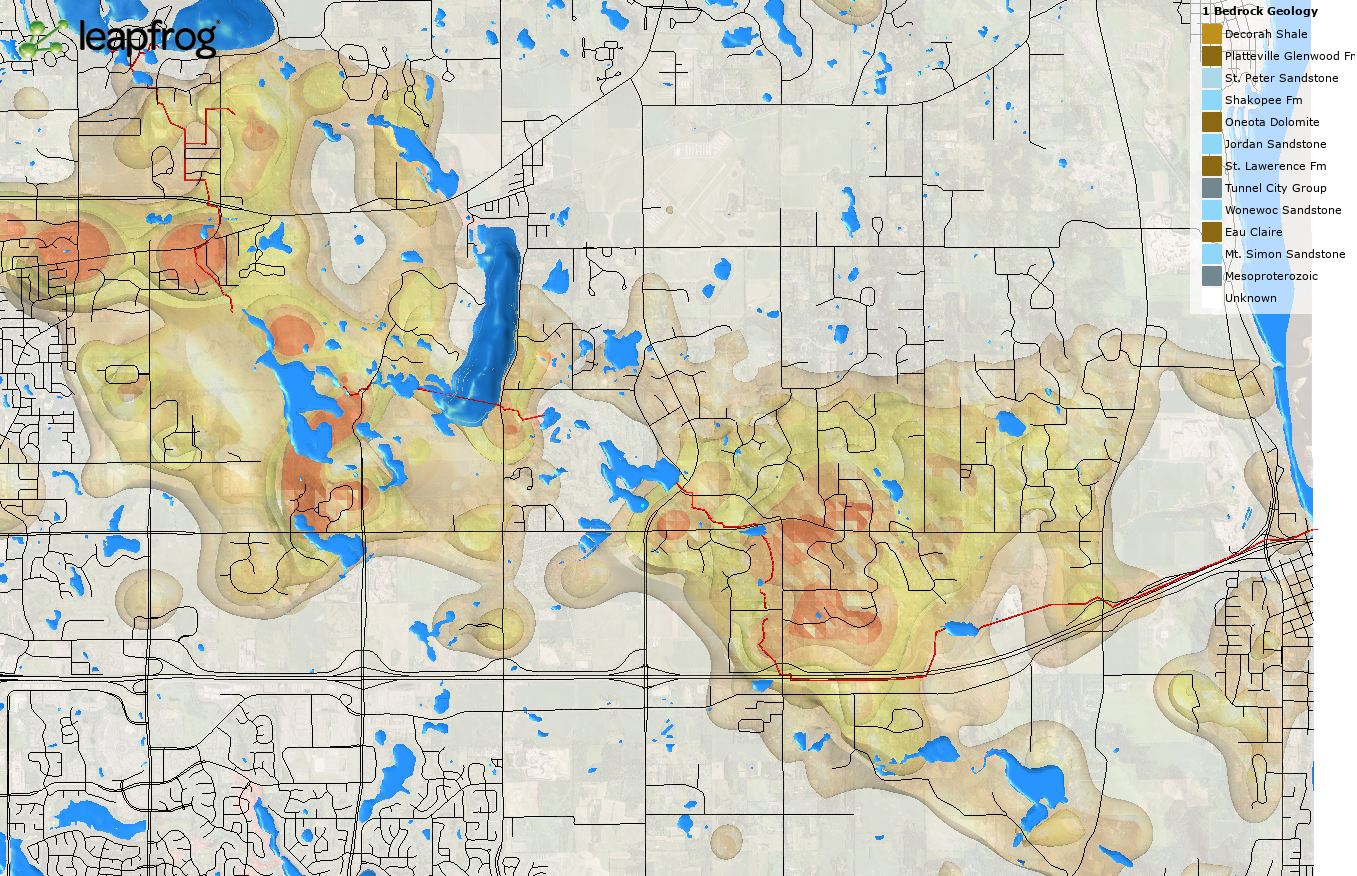 leapfrog
1 Bedrock Geology
Decorah Shale
Platteville Glenwood Fm
St. Peter Sandstone
Shakopee Fm
Oneota Dolomite
Jordan Sandstone
St. Lawerence Fm
Tunnel City Group
Wonewoc Sandstone
Eau Claire
Mt. Simon Sandstone
Mesoproterozoic
Unknown